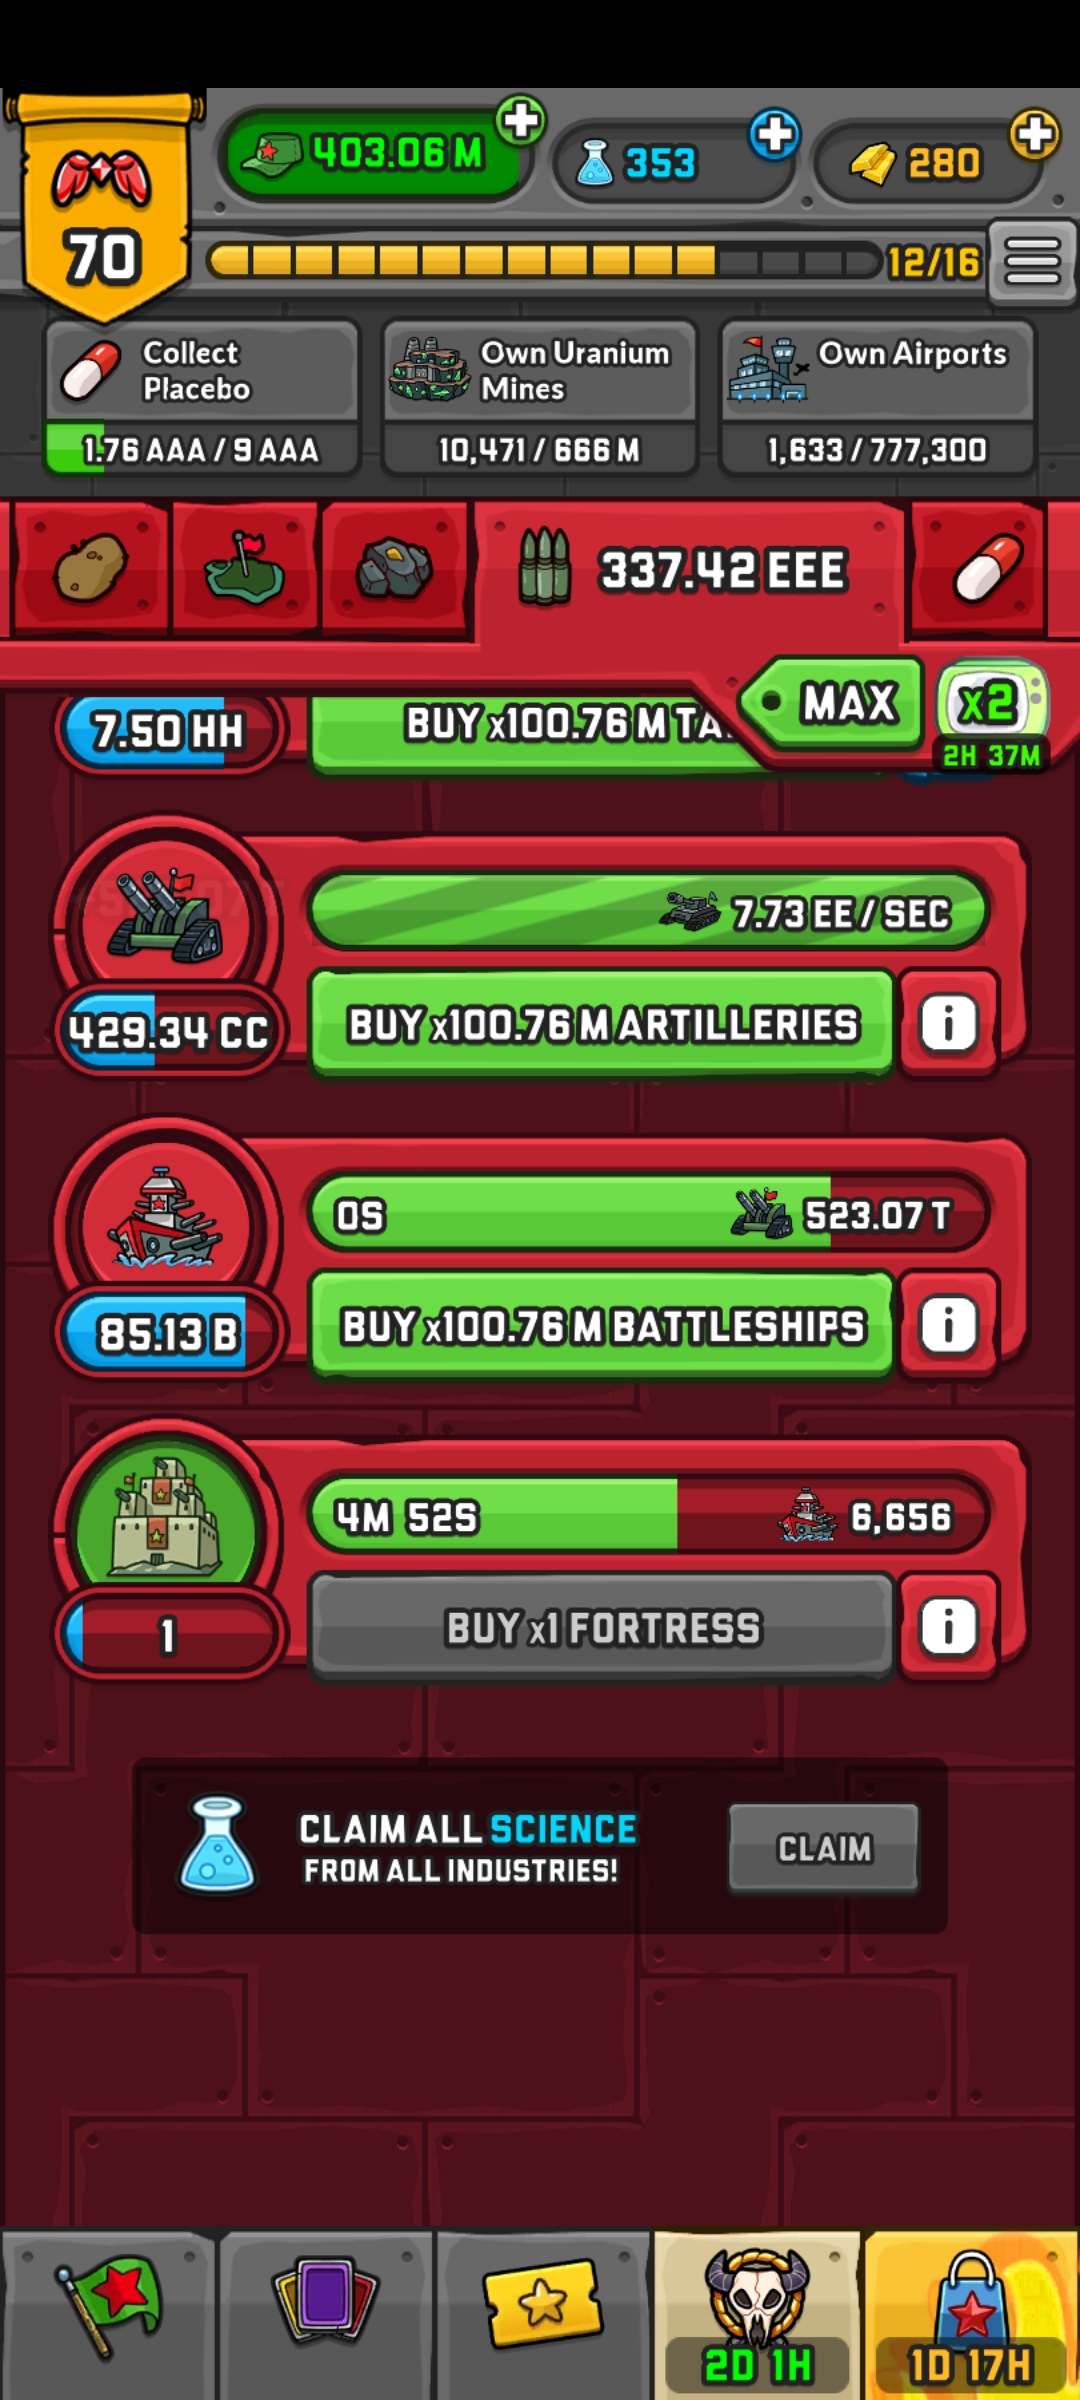 70
403.06 M
353
280
12/16
Collect
Placebo
1.76 AAA / 9 AAA
Own Uranium
Mines
10,471 / 666 M
Own Airports
1,633 / 777,300
337.42 EEE
MAX
x2
2H 37M
7.50 HH
BUY x100.76 M TA
7.73 EE / SEC
429.34 CC
BUY x100.76 M ARTILLERIES
i
0S
523.07 T
85.13 B
BUY x100.76 M BATTLESHIPS
i
4M 52S
6,656
1
BUY x1 FORTRESS
i
CLAIM ALL SCIENCE
FROM ALL INDUSTRIES!
CLAIM
2D 1H
1D 17H